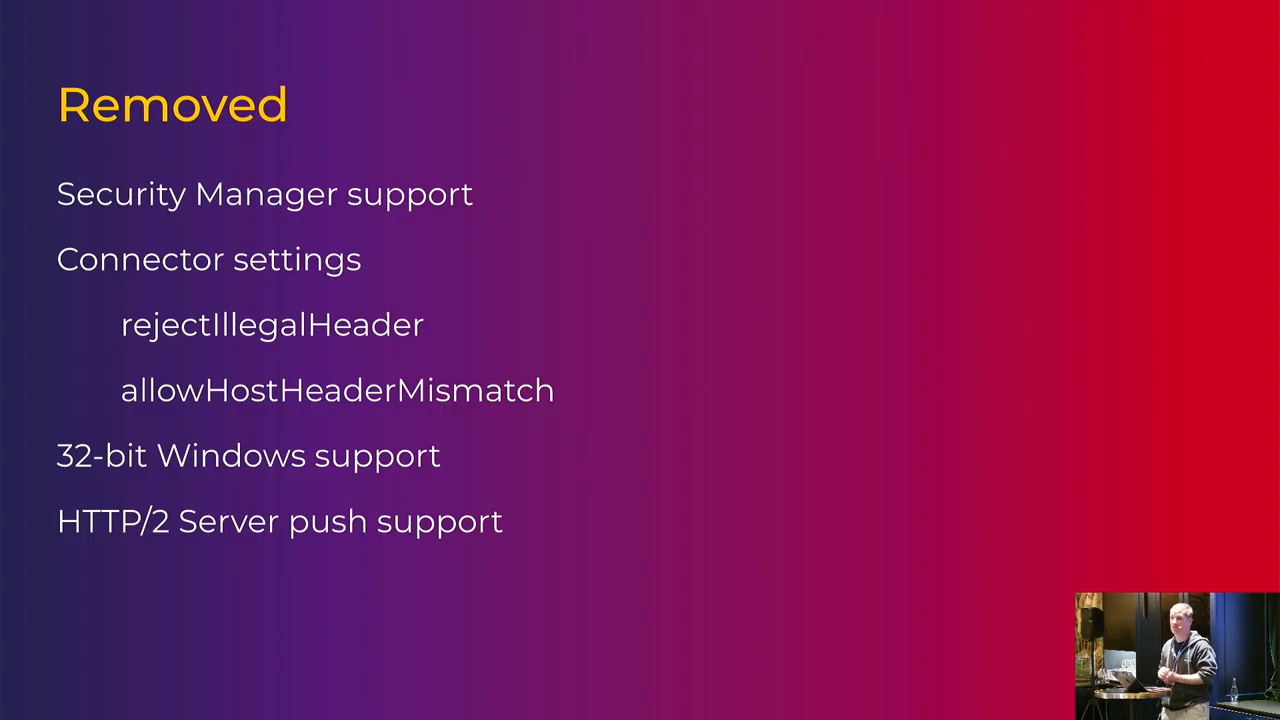 Removed
Security Manager support
Connector settings
rejectIllegalHeader
allowHostHeaderMismatch
32-bit Windows support
HTTP/2 Server push support